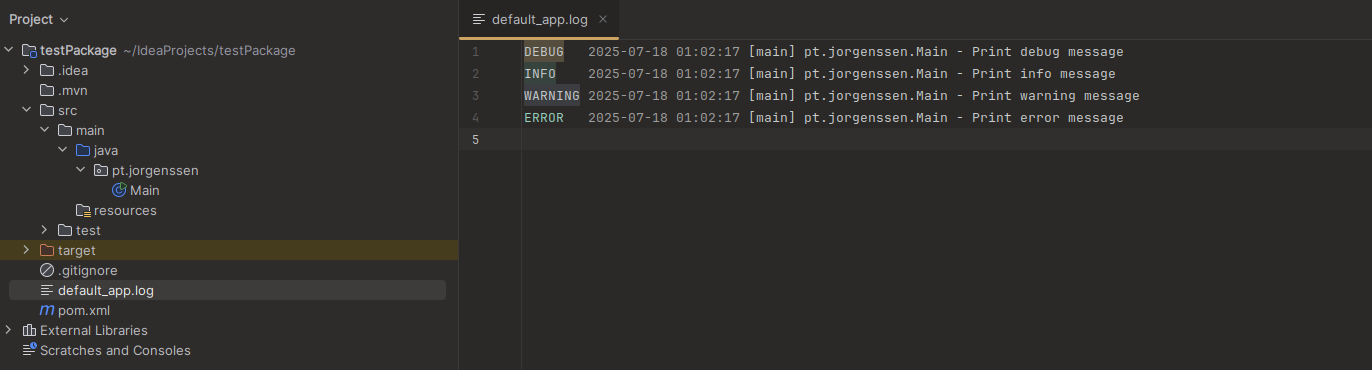 Project
testPackage ~/IdeaProjects/testPackage
.idea
.mvn
src
main
java
pt.jorgenssen
Main
resources
test
target
.gitignore
default_app.log
pom.xml
External Libraries
Scratches and Consoles
default_app.log
1 DEBUG 2025-07-18 01:02:17 [main] pt.jorgenssen.Main - Print debug message
2 INFO 2025-07-18 01:02:17 [main] pt.jorgenssen.Main - Print info message
3 WARNING 2025-07-18 01:02:17 [main] pt.jorgenssen.Main - Print warning message
4 ERROR 2025-07-18 01:02:17 [main] pt.jorgenssen.Main - Print error message
5